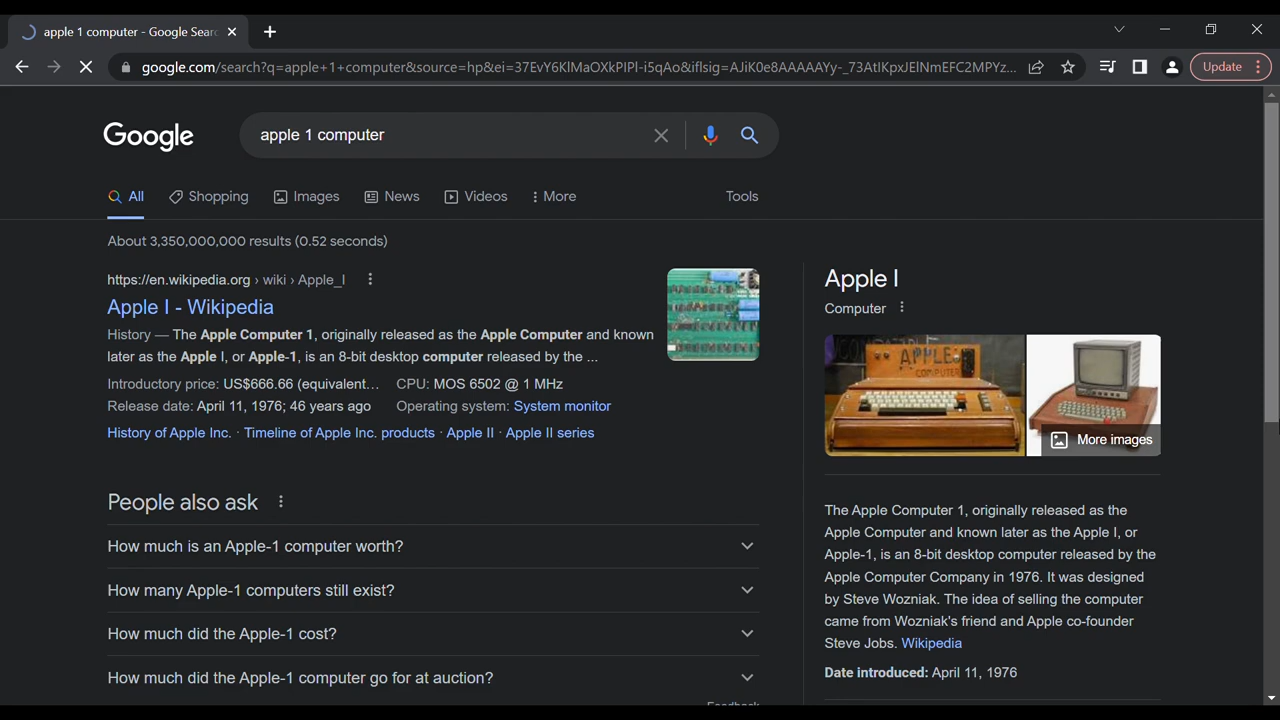 apple 1 computer - Google Searc
google.com/search?q=apple+1+computer&source=hp&ei=37EvY6KlMaOXkPIPl-i5qAo&iflsig=AJiK0e8AAAAAYy-_73AtIKpxJElNmEFC2MPYz...
Update
Google
apple 1 computer
All
Shopping
Images
News
Videos
More
Tools
About 3,350,000,000 results (0.52 seconds)
https://en.wikipedia.org › wiki › Apple_I
Apple I - Wikipedia
History — The Apple Computer 1, originally released as the Apple Computer and known
later as the Apple I, or Apple-1, is an 8-bit desktop computer released by the ...
Introductory price: US$666.66 (equivalent... CPU: MOS 6502 @ 1 MHz
Release date: April 11, 1976; 46 years ago Operating system: System monitor
History of Apple Inc. · Timeline of Apple Inc. products · Apple II · Apple II series
People also ask
How much is an Apple-1 computer worth?
How many Apple-1 computers still exist?
How much did the Apple-1 cost?
How much did the Apple-1 computer go for at auction?
Feedback
Apple I
Computer
APPLE
COMPUTER
More images
The Apple Computer 1, originally released as the
Apple Computer and known later as the Apple I, or
Apple-1, is an 8-bit desktop computer released by the
Apple Computer Company in 1976. It was designed
by Steve Wozniak. The idea of selling the computer
came from Wozniak's friend and Apple co-founder
Steve Jobs. Wikipedia
Date introduced: April 11, 1976